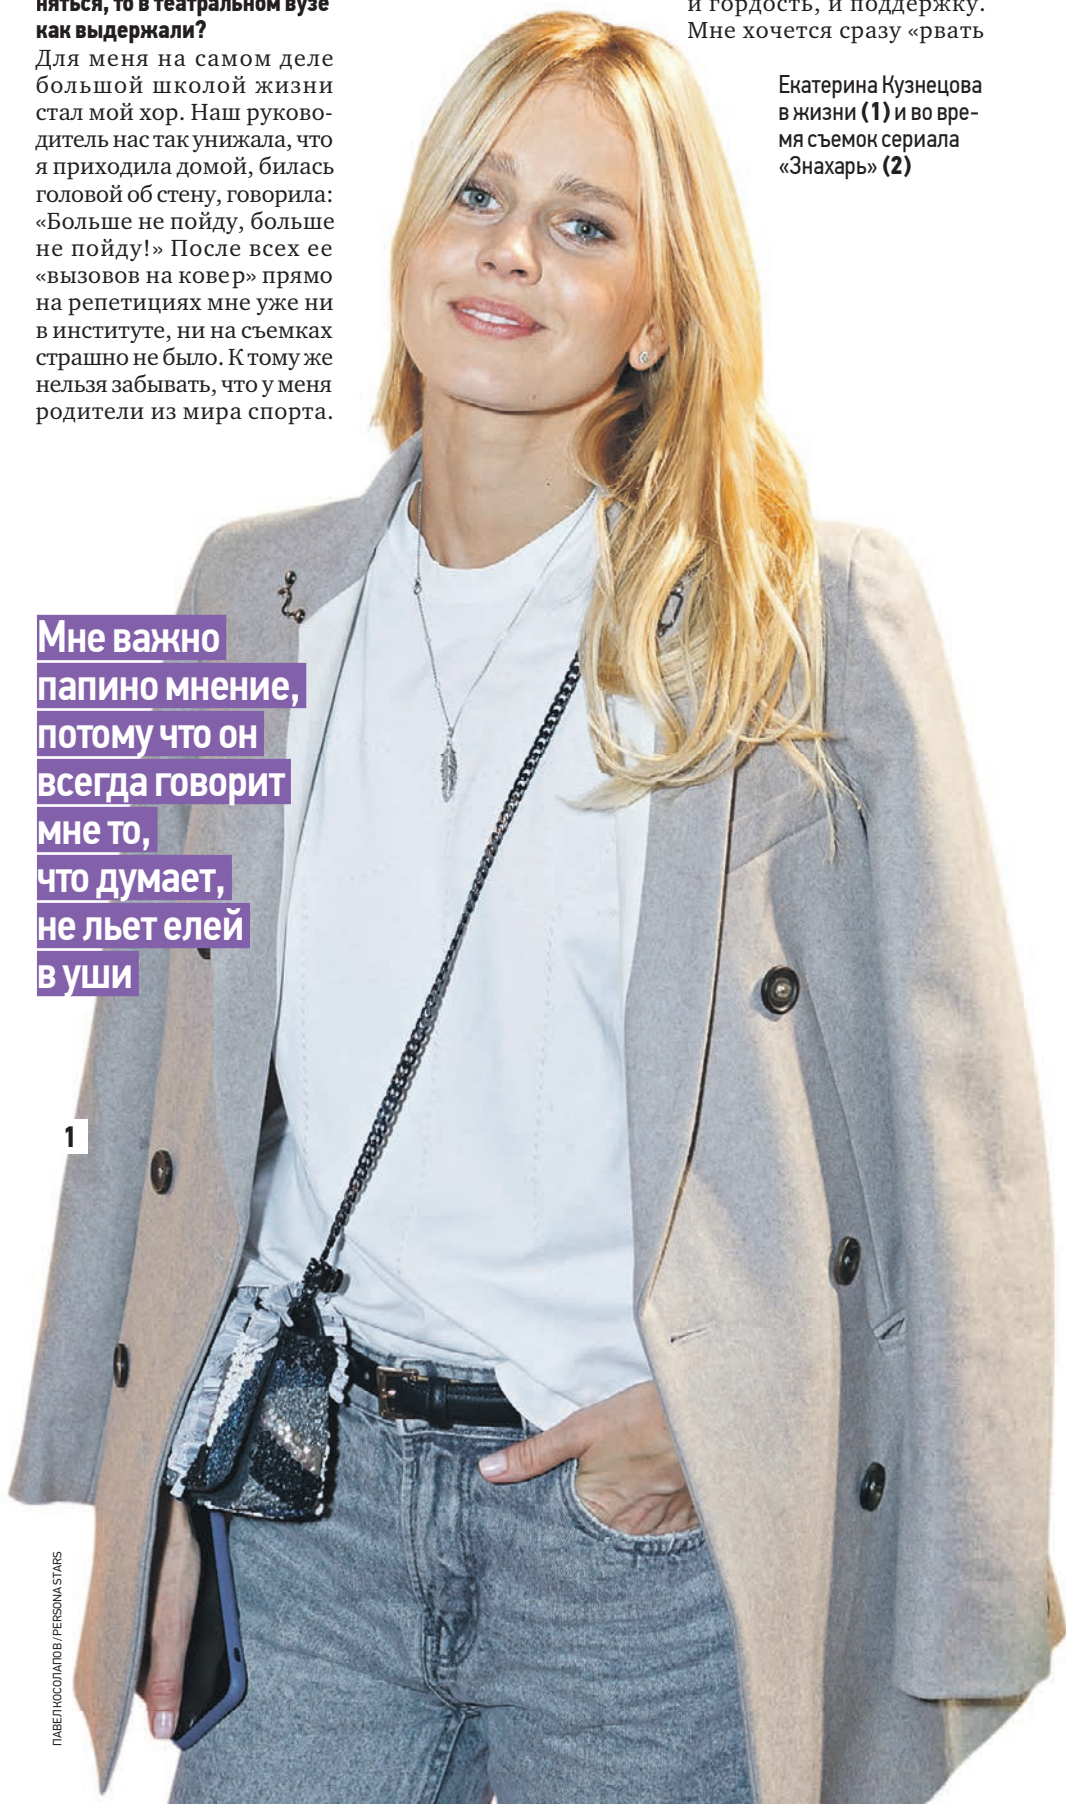 няться, то в театральном вузе
как выдержали?
Для меня на самом деле
большой школой жизни
стал мой хор. Наш руково-
дитель нас так унижала, что
я приходила домой, билась
головой об стену, говорила:
«Больше не пойду, больше
не пойду!» После всех ее
«вызовов на ковер» прямо
на репетициях мне уже ни
в институте, ни на съемках
страшно не было. К тому же
нельзя забывать, что у меня
родители из мира спорта.
и гордость, и поддержку.
Мне хочется сразу «рвать
Екатерина Кузнецова
в жизни (1) и во вре-
мя съемок сериала
«Знахарь» (2)
Мне важно
папино мнение,
потому что он
всегда говорит
мне то,
что думает,
не льет елей
в уши
1
ПАВЕЛ КОСОЛАПОВ/PERSONA STARS